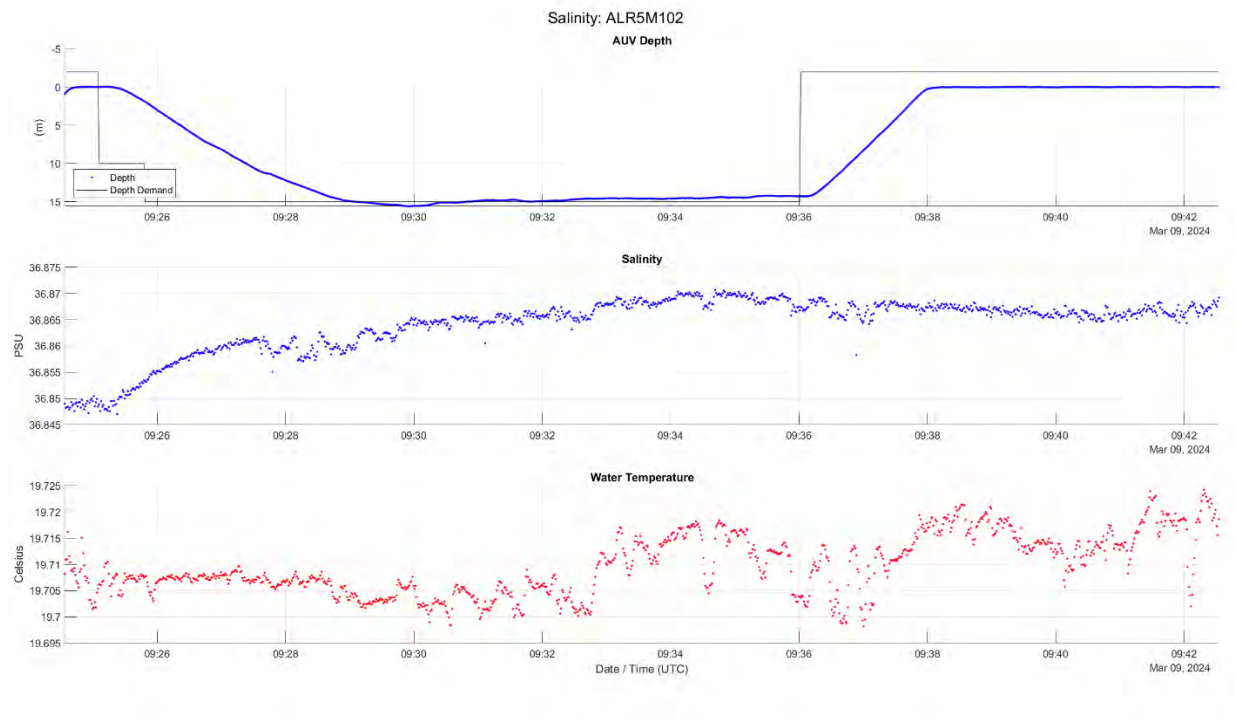 Salinity: ALR5M102
AUV Depth
-5
0
5
10
15
(m)
Depth
Depth Demand
09:26 09:28 09:30 09:32 09:34 09:36 09:38 09:40 09:42
Mar 09, 2024
Salinity
36.875
36.87
36.865
36.86
36.855
36.85
36.845
PSU
09:26 09:28 09:30 09:32 09:34 09:36 09:38 09:40 09:42
Mar 09, 2024
Water Temperature
19.725
19.72
19.715
19.71
19.705
19.7
19.695
Celsius
09:26 09:28 09:30 09:32 09:34 09:36 09:38 09:40 09:42
Date / Time (UTC)
Mar 09, 2024